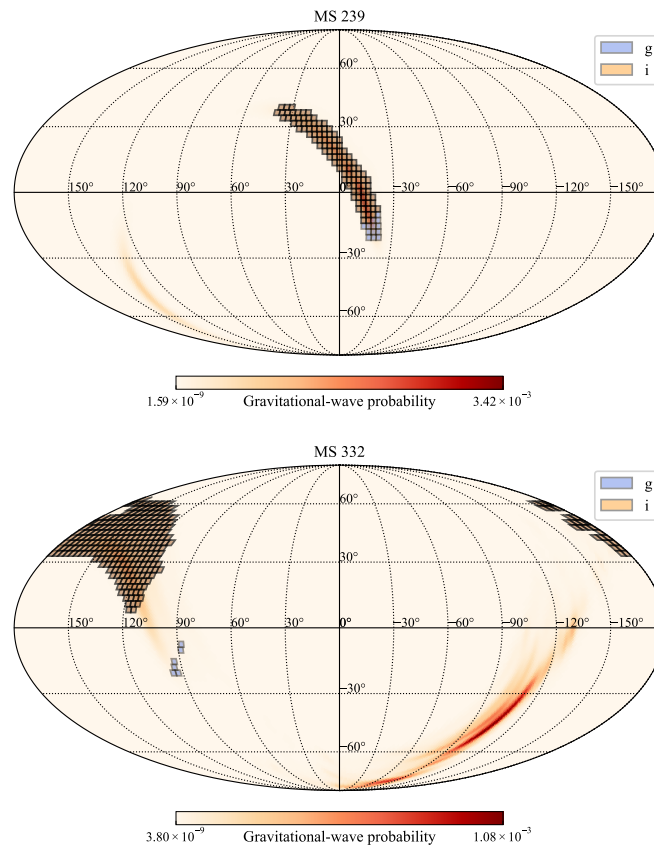 MS 239
g
i
60°
30°
150° 120° 90° 60° 30° 0° −30° −60° −90° −120° −150°
−30°
−60°
1.59 × 10⁻⁹ Gravitational-wave probability 3.42 × 10⁻³
MS 332
g
i
60°
30°
150° 120° 90° 60° 30° 0° −30° −60° −90° −120° −150°
−30°
−60°
3.80 × 10⁻⁹ Gravitational-wave probability 1.08 × 10⁻³